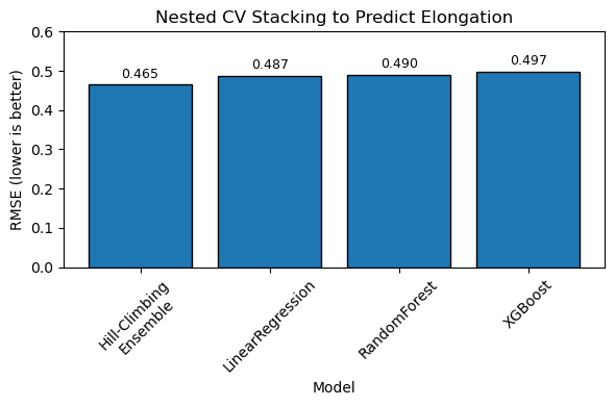 Nested CV Stacking to Predict Elongation
RMSE (lower is better)
0.6
0.5
0.4
0.3
0.2
0.1
0.0
0.465
0.487
0.490
0.497
Hill-Climbing
Ensemble
LinearRegression
RandomForest
XGBoost
Model